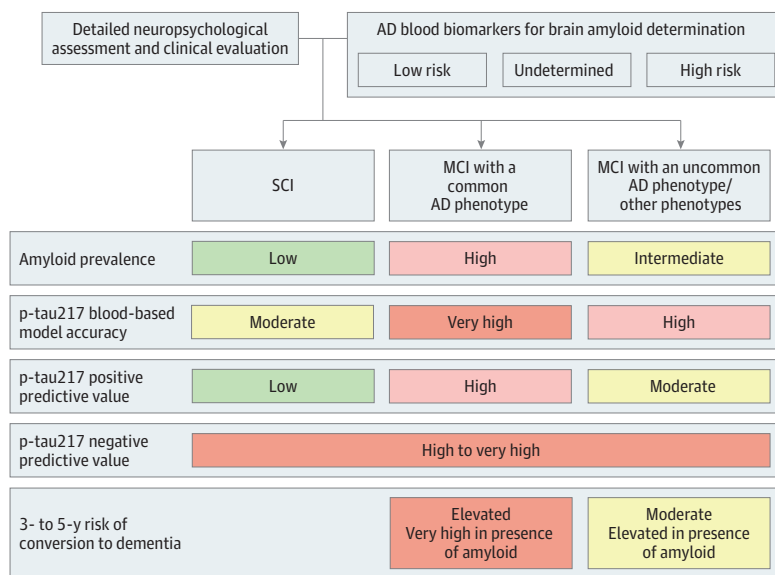 Detailed neuropsychological
assessment and clinical evaluation
AD blood biomarkers for brain amyloid determination
Low risk
Undetermined
High risk
SCI
MCI with a
common
AD phenotype
MCI with an uncommon
AD phenotype/
other phenotypes
Amyloid prevalence
Low
High
Intermediate
p-tau217 blood-based
model accuracy
Moderate
Very high
High
p-tau217 positive
predictive value
Low
High
Moderate
p-tau217 negative
predictive value
High to very high
3- to 5-y risk of
conversion to dementia
Elevated
Very high in presence
of amyloid
Moderate
Elevated in presence
of amyloid